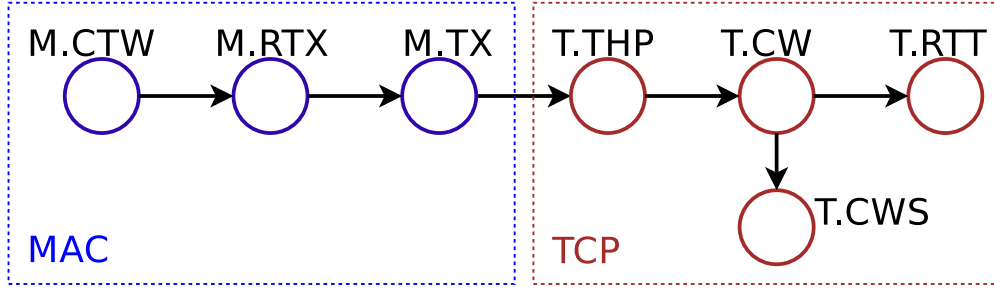 M.CTW
M.RTX
M.TX
T.THP
T.CW
T.RTT
T.CWS
MAC
TCP